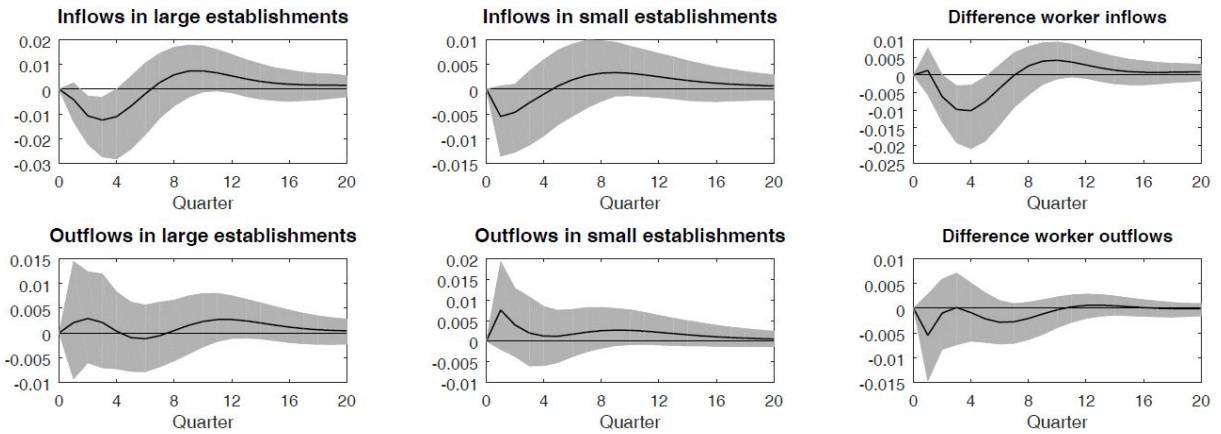 Inflows in large establishments
0.02
0.01
0
-0.01
-0.02
-0.03
0 4 8 12 16 20
Quarter
Inflows in small establishments
0.01
0.005
0
-0.005
-0.01
-0.015
0 4 8 12 16 20
Quarter
Difference worker inflows
0.01
0.005
0
-0.005
-0.01
-0.015
-0.02
-0.025
0 4 8 12 16 20
Quarter
Outflows in large establishments
0.015
0.01
0.005
0
-0.005
-0.01
0 4 8 12 16 20
Quarter
Outflows in small establishments
0.02
0.015
0.01
0.005
0
-0.005
-0.01
0 4 8 12 16 20
Quarter
Difference worker outflows
0.01
0.005
0
-0.005
-0.01
-0.015
0 4 8 12 16 20
Quarter